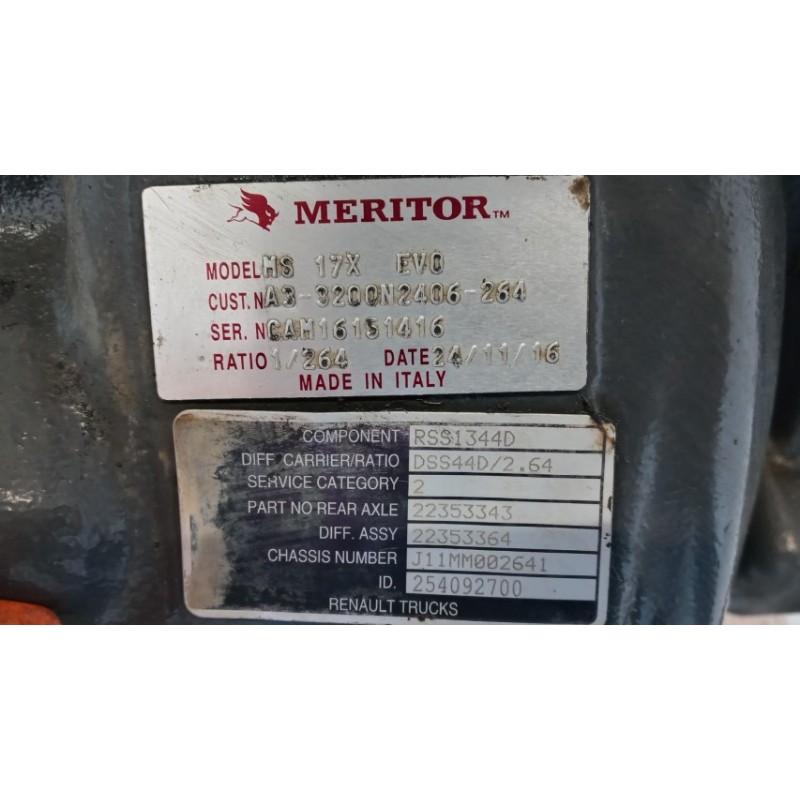 MERITOR™
MODEL MS 17X EVO
CUST.N A3-3200N2406-264
SER. N CAM16151416
RATIO 1/264 DATE 24/11/16
MADE IN ITALY
COMPONENT RSS1344D
DIFF. CARRIER/RATIO DSS44D/2.64
SERVICE CATEGORY 2
PART NO REAR AXLE 22353343
DIFF. ASSY 22353364
CHASSIS NUMBER J11MM002641
ID. 254092700
RENAULT TRUCKS